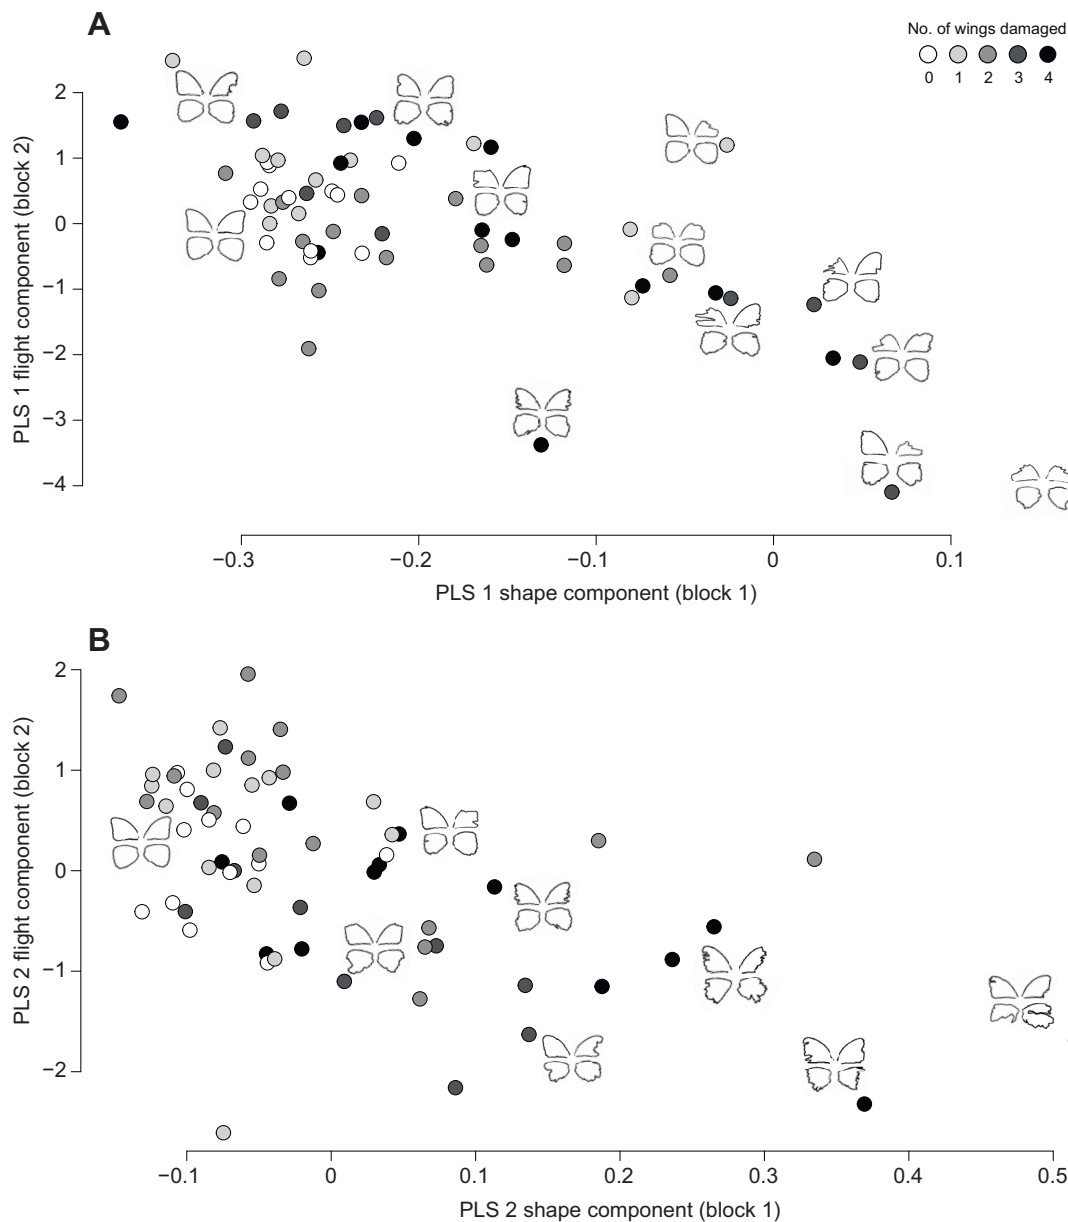 A
No. of wings damaged
0 1 2 3 4
PLS 1 flight component (block 2)
2
1
0
−1
−2
−3
−4
−0.3 −0.2 −0.1 0 0.1
PLS 1 shape component (block 1)
B
PLS 2 flight component (block 2)
2
1
0
−1
−2
−0.1 0 0.1 0.2 0.3 0.4 0.5
PLS 2 shape component (block 1)